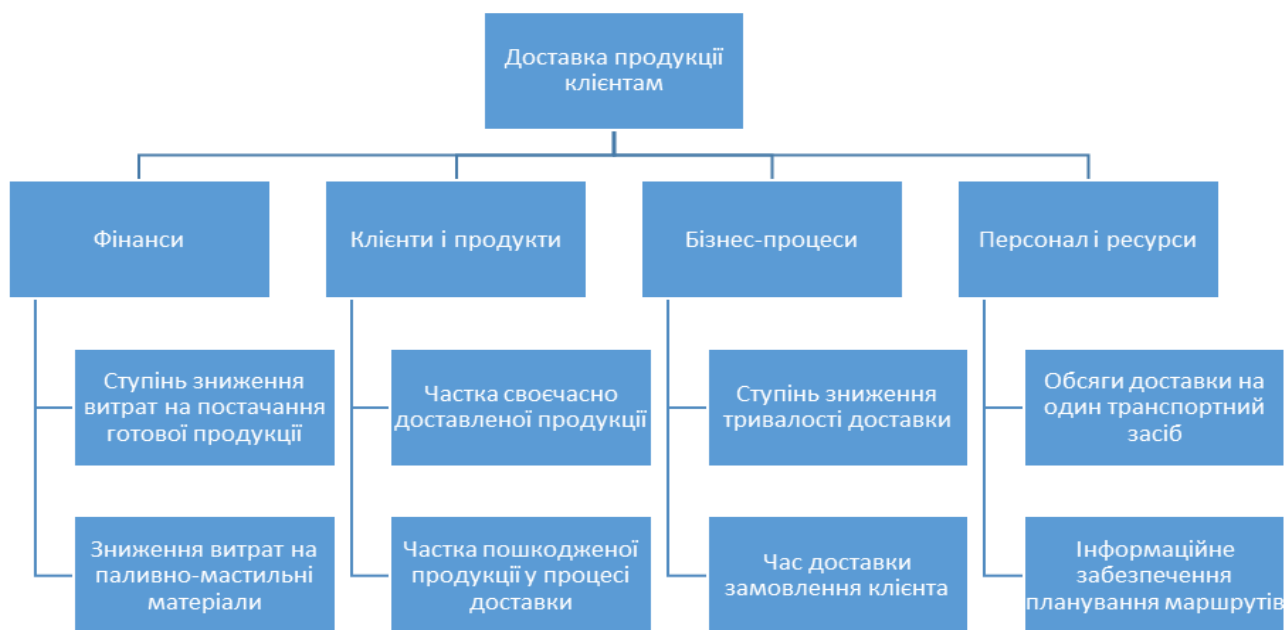 Доставка продукції
клієнтам
Фінанси
Клієнти і продукти
Бізнес-процеси
Персонал і ресурси
Ступінь зниження
витрат на постачання
готової продукції
Частка своєчасно
доставленої продукції
Ступінь зниження
тривалості доставки
Обсяги доставки на
один транспортний
засіб
Зниження витрат на
паливно-мастильні
матеріали
Частка пошкодженої
продукції у процесі
доставки
Час доставки
замовлення клієнта
Інформаційне
забезпечення
планування маршрутів